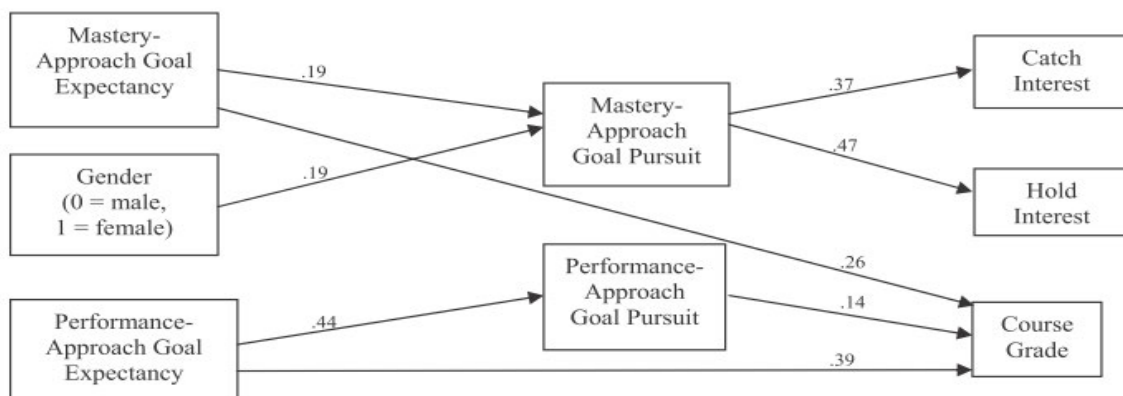 Mastery-
Approach Goal
Expectancy
.19
Gender
(0 = male,
1 = female)
.19
Mastery-
Approach
Goal Pursuit
.37
Catch
Interest
.47
Hold
Interest
.26
Performance-
Approach Goal
Expectancy
.44
Performance-
Approach
Goal Pursuit
.14
.39
Course
Grade